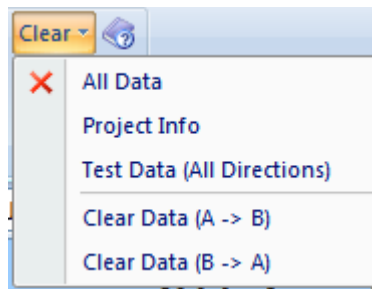 Clear
All Data
Project Info
Test Data (All Directions)
Clear Data (A -> B)
Clear Data (B -> A)